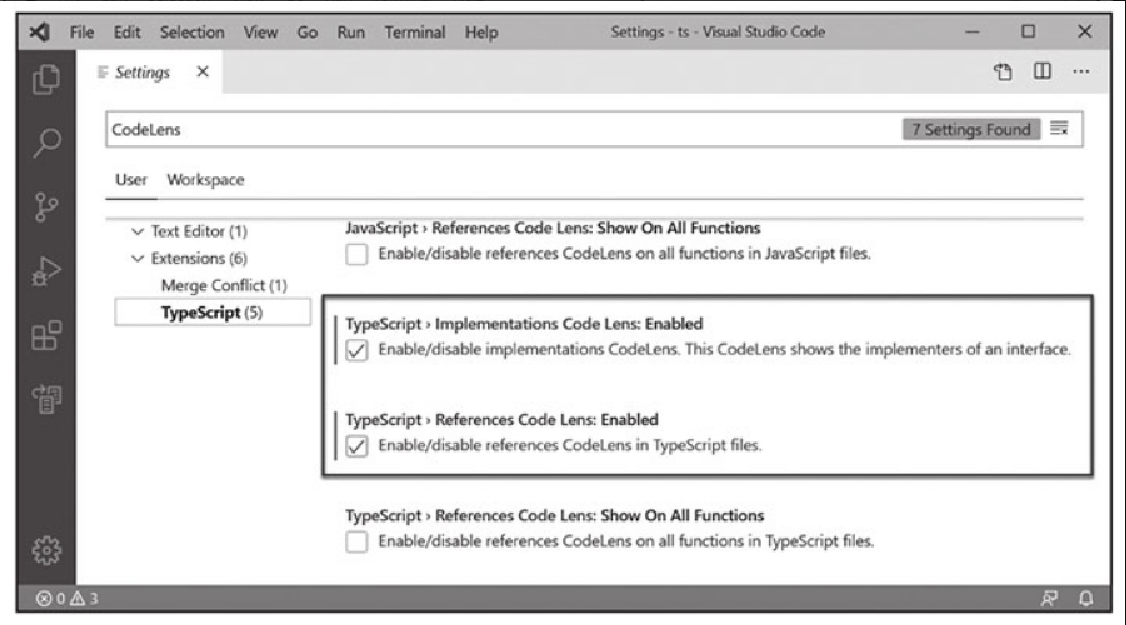 File Edit Selection View Go Run Terminal Help Settings - ts - Visual Studio Code
Settings
CodeLens 7 Settings Found
User Workspace
Text Editor (1)
Extensions (6)
Merge Conflict (1)
TypeScript (5)
JavaScript › References Code Lens: Show On All Functions
Enable/disable references CodeLens on all functions in JavaScript files.
TypeScript › Implementations Code Lens: Enabled
Enable/disable implementations CodeLens. This CodeLens shows the implementers of an interface.
TypeScript › References Code Lens: Enabled
Enable/disable references CodeLens in TypeScript files.
TypeScript › References Code Lens: Show On All Functions
Enable/disable references CodeLens on all functions in TypeScript files.
0 3